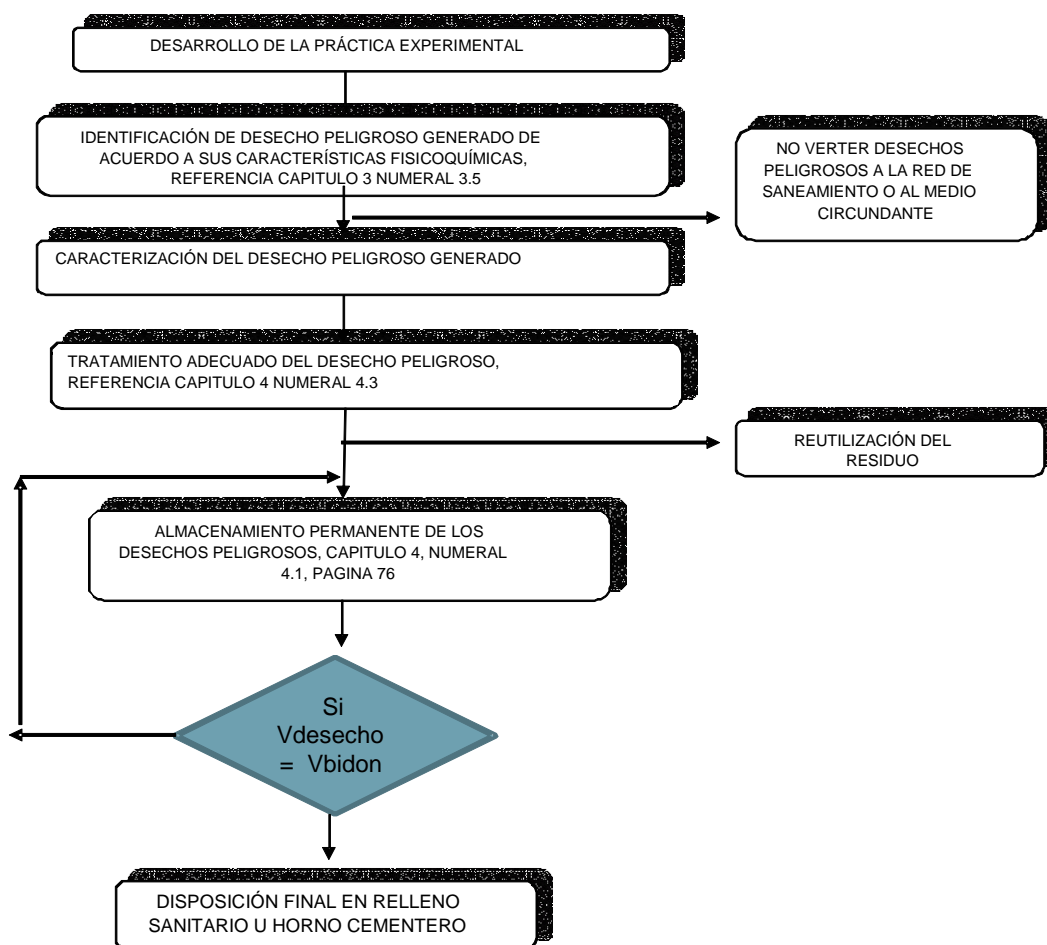 DESARROLLO DE LA PRÁCTICA EXPERIMENTAL
IDENTIFICACIÓN DE DESECHO PELIGROSO GENERADO DE
ACUERDO A SUS CARACTERÍSTICAS FISICOQUÍMICAS,
REFERENCIA CAPITULO 3 NUMERAL 3.5
NO VERTER DESECHOS
PELIGROSOS A LA RED DE
SANEAMIENTO O AL MEDIO
CIRCUNDANTE
CARACTERIZACIÓN DEL DESECHO PELIGROSO GENERADO
TRATAMIENTO ADECUADO DEL DESECHO PELIGROSO,
REFERENCIA CAPITULO 4 NUMERAL 4.3
REUTILIZACIÓN DEL
RESIDUO
ALMACENAMIENTO PERMANENTE DE LOS
DESECHOS PELIGROSOS, CAPITULO 4, NUMERAL
4.1, PAGINA 76
Si
Vdesecho
= Vbidon
DISPOSICIÓN FINAL EN RELLENO
SANITARIO U HORNO CEMENTERO